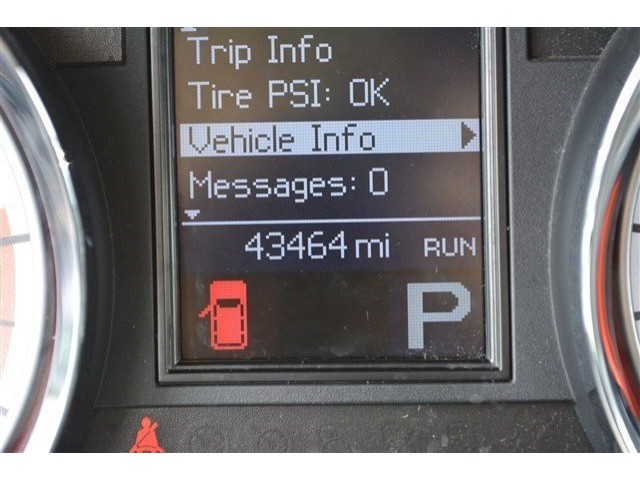 Trip Info
Tire PSI: OK
Vehicle Info
Messages: 0
43464 mi RUN
P